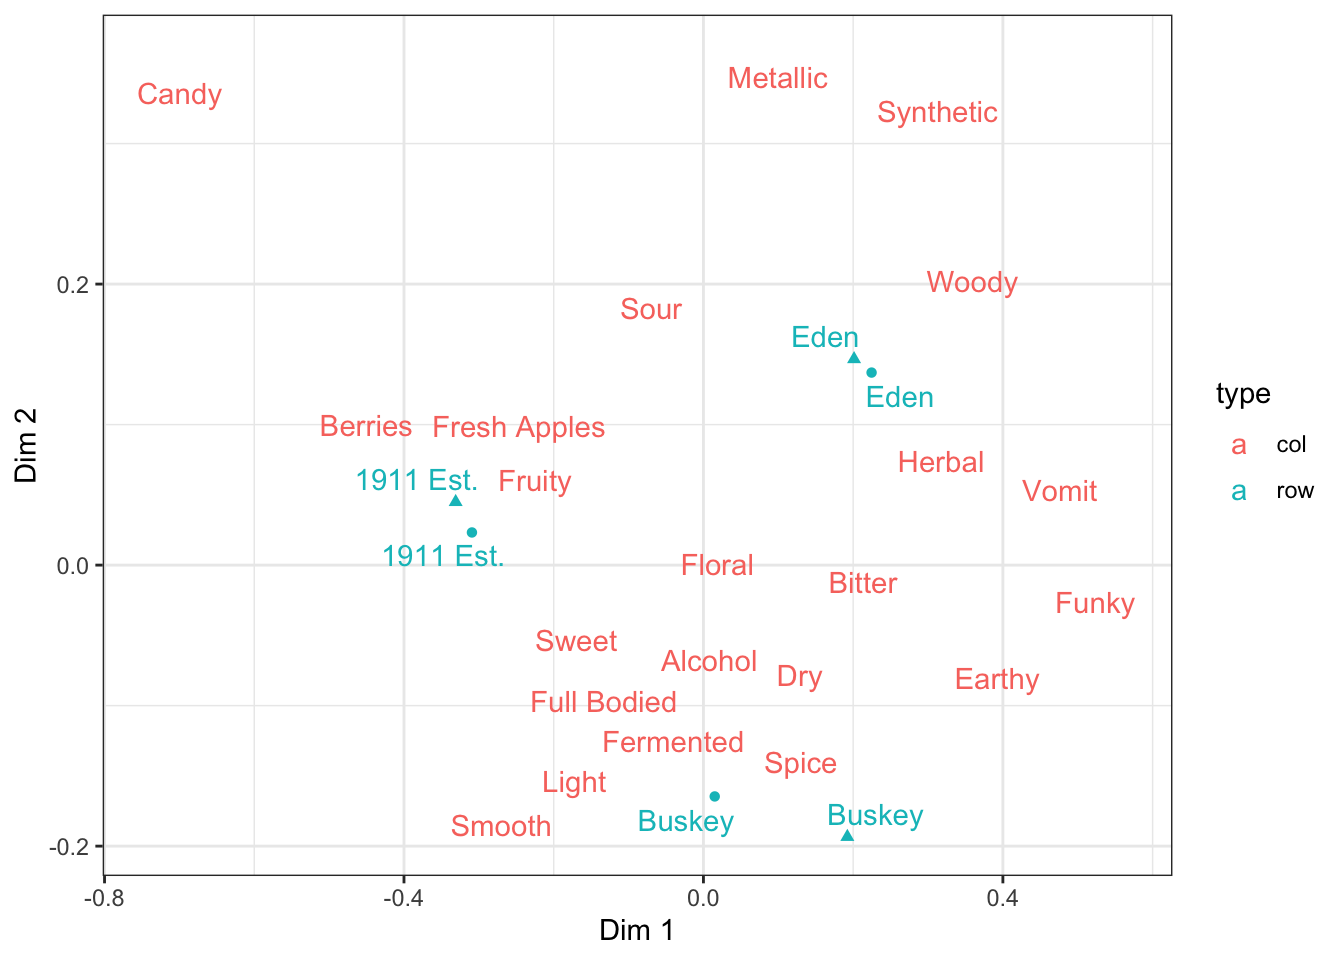 Candy
Metallic
Synthetic
Woody
Sour
Eden
Eden
Berries
Fresh Apples
Herbal
1911 Est.
Fruity
Vomit
1911 Est.
Floral
Bitter
Funky
Sweet
Alcohol
Dry
Earthy
Full Bodied
Fermented
Spice
Light
Buskey
Buskey
Smooth
0.2
0.0
-0.2
-0.8
-0.4
0.0
0.4
Dim 1
Dim 2
type
a col
a row